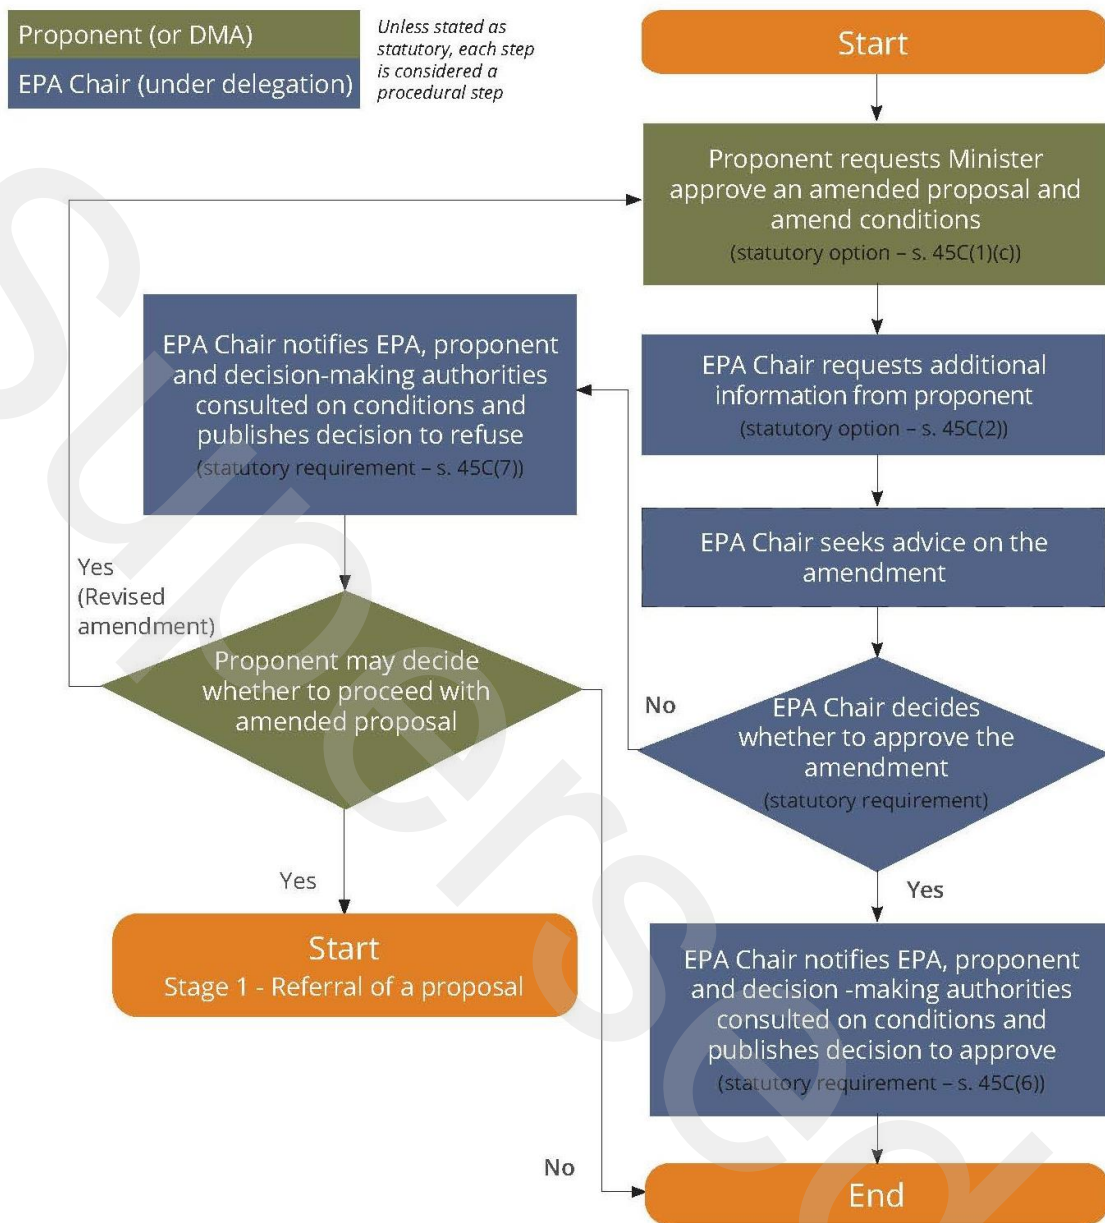 Proponent (or DMA)
EPA Chair (under delegation)
Unless stated as
statutory, each step
is considered a
procedural step
Start
Proponent requests Minister
approve an amended proposal and
amend conditions
(statutory option – s. 45C(1)(c))
EPA Chair requests additional
information from proponent
(statutory option – s. 45C(2))
EPA Chair seeks advice on the
amendment
EPA Chair decides
whether to approve the
amendment
(statutory requirement)
No
EPA Chair notifies EPA, proponent
and decision-making authorities
consulted on conditions and
publishes decision to refuse
(statutory requirement – s. 45C(7))
Proponent may decide
whether to proceed with
amended proposal
Yes
(Revised
amendment)
Yes
Start
Stage 1 - Referral of a proposal
Yes
EPA Chair notifies EPA, proponent
and decision -making authorities
consulted on conditions and
publishes decision to approve
(statutory requirement – s. 45C(6))
No
End
Supersed